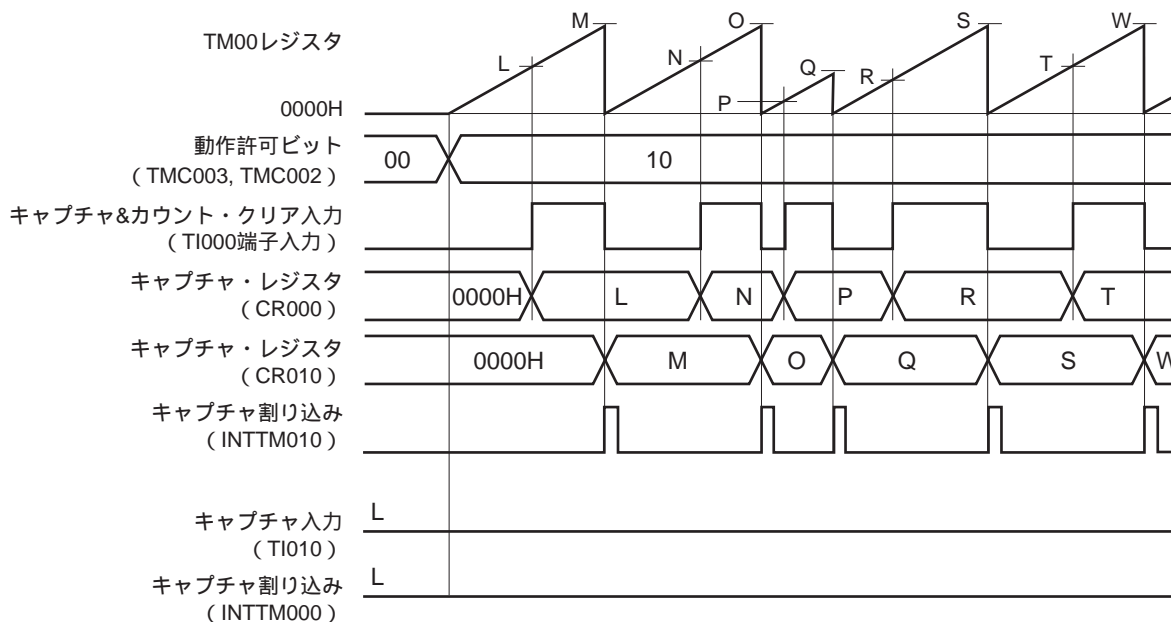 M O S W
L N Q R T
P
TM00レジスタ
0000H
動作許可ビット
（TMC003, TMC002）
00 10
キャプチャ&カウント・クリア入力
（TI000端子入力）
キャプチャ・レジスタ
（CR000）
0000H L N P R T
キャプチャ・レジスタ
（CR010）
0000H M O Q S W
キャプチャ割り込み
（INTTM010）
キャプチャ入力
（TI010）
L
キャプチャ割り込み
（INTTM000）
L